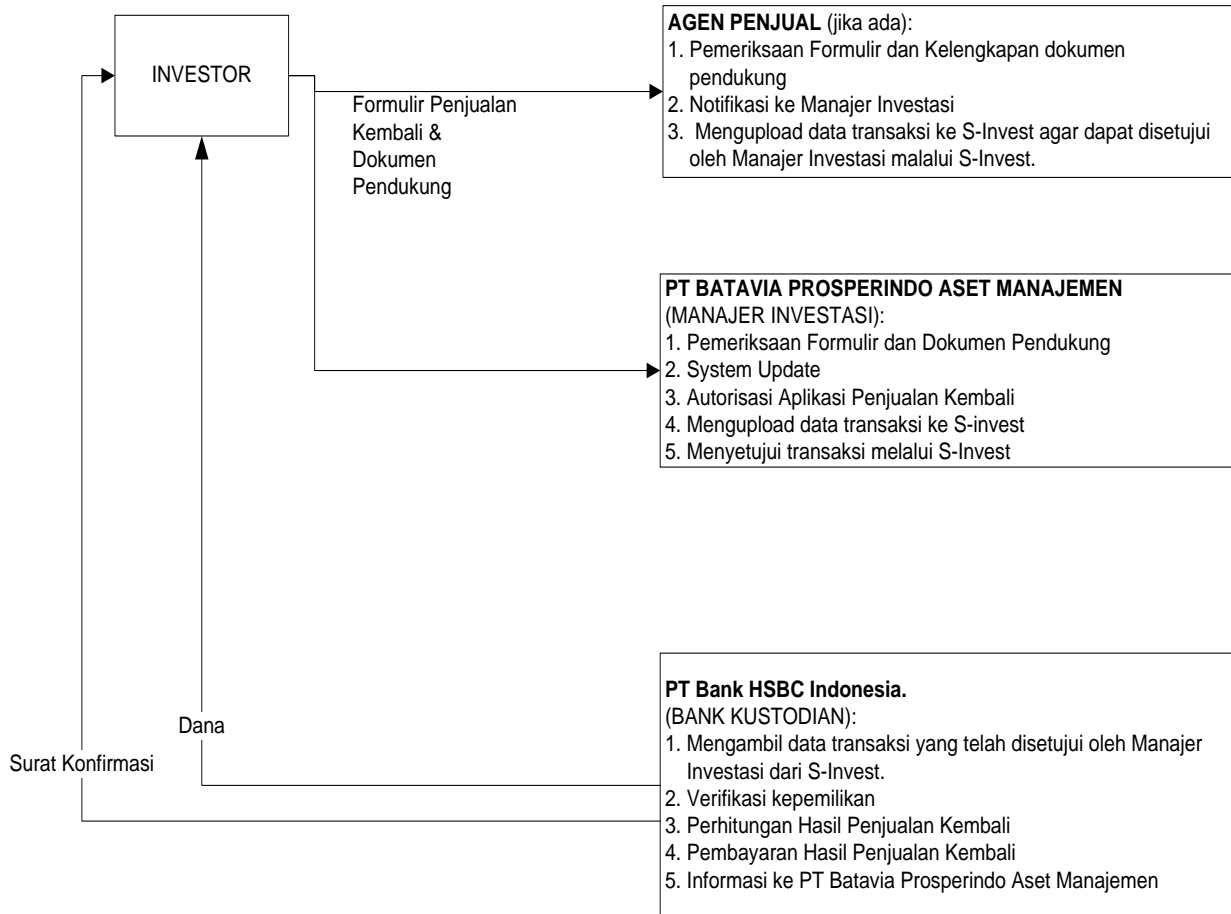 INVESTOR
Formulir Penjualan
Kembali &
Dokumen
Pendukung
AGEN PENJUAL (jika ada):
1. Pemeriksaan Formulir dan Kelengkapan dokumen
pendukung
2. Notifikasi ke Manajer Investasi
3. Mengupload data transaksi ke S-Invest agar dapat disetujui
oleh Manajer Investasi malalui S-Invest.
PT BATAVIA PROSPERINDO ASET MANAJEMEN
(MANAJER INVESTASI):
1. Pemeriksaan Formulir dan Dokumen Pendukung
2. System Update
3. Autorisasi Aplikasi Penjualan Kembali
4. Mengupload data transaksi ke S-invest
5. Menyetujui transaksi melalui S-Invest
Dana
Surat Konfirmasi
PT Bank HSBC Indonesia.
(BANK KUSTODIAN):
1. Mengambil data transaksi yang telah disetujui oleh Manajer
Investasi dari S-Invest.
2. Verifikasi kepemilikan
3. Perhitungan Hasil Penjualan Kembali
4. Pembayaran Hasil Penjualan Kembali
5. Informasi ke PT Batavia Prosperindo Aset Manajemen